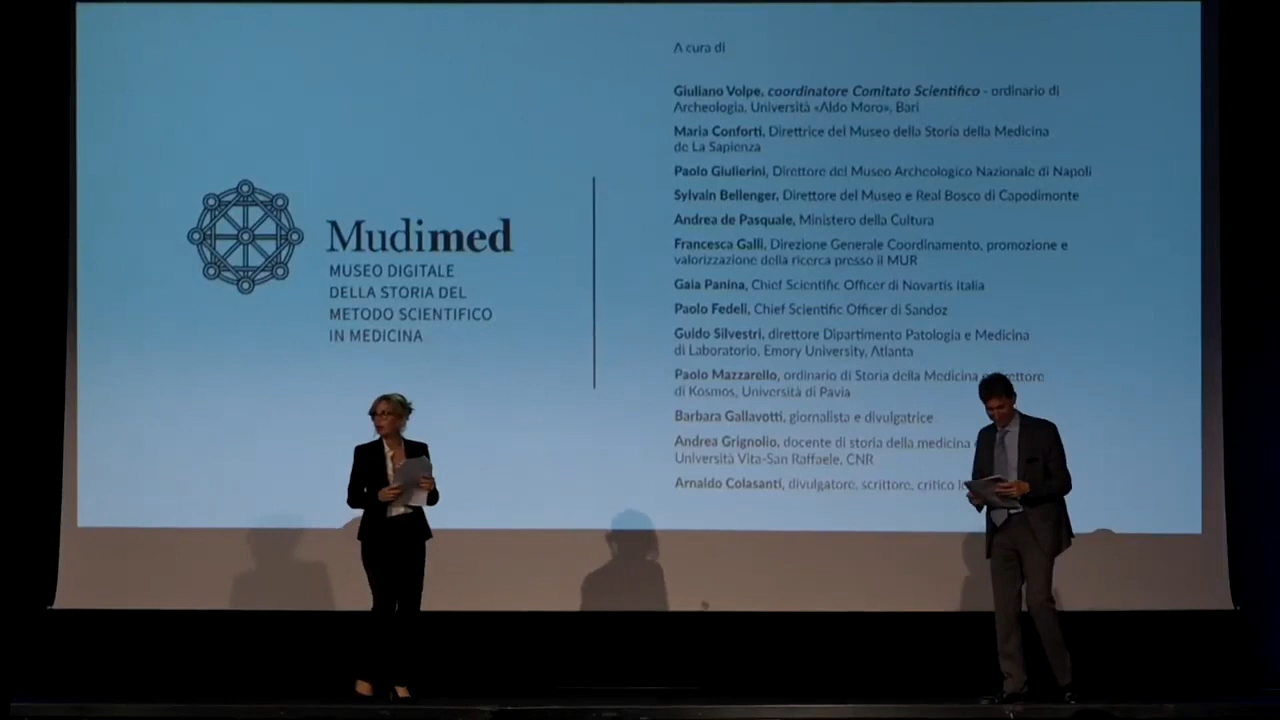 Mudimed
MUSEO DIGITALE
DELLA STORIA DEL
METODO SCIENTIFICO
IN MEDICINA
A cura di
Giuliano Volpe, coordinatore Comitato Scientifico - ordinario di
Archeologia, Università «Aldo Moro», Bari
Maria Conforti, Direttrice del Museo della Storia della Medicina
de La Sapienza
Paolo Giulierini, Direttore del Museo Archeologico Nazionale di Napoli
Sylvain Bellenger, Direttore del Museo e Real Bosco di Capodimonte
Andrea de Pasquale, Ministero della Cultura
Francesca Galli, Direzione Generale Coordinamento, promozione e
valorizzazione della ricerca presso il MUR
Gaia Panina, Chief Scientific Officer di Novartis Italia
Paolo Fedeli, Chief Scientific Officer di Sandoz
Guido Silvestri, direttore Dipartimento Patologia e Medicina
di Laboratorio, Emory University, Atlanta
Paolo Mazzarello, ordinario di Storia della Medicina e
di Kosmos, Università di Pavia
Barbara Gallavotti, giornalista e divulgatrice
Andrea Grignolio, docente di storia della medicina
Università Vita-San Raffaele, CNR
Arnaldo Colasanti, divulgatore, scrittore, critico